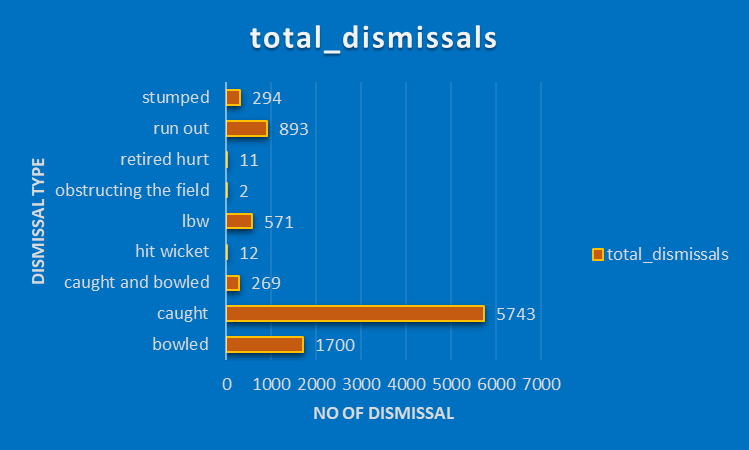 total_dismissals
DISMISSAL TYPE
stumped 294
run out 893
retired hurt 11
obstructing the field 2
lbw 571
hit wicket 12
caught and bowled 269
caught 5743
bowled 1700
0 1000 2000 3000 4000 5000 6000 7000
NO OF DISMISSAL
total_dismissals